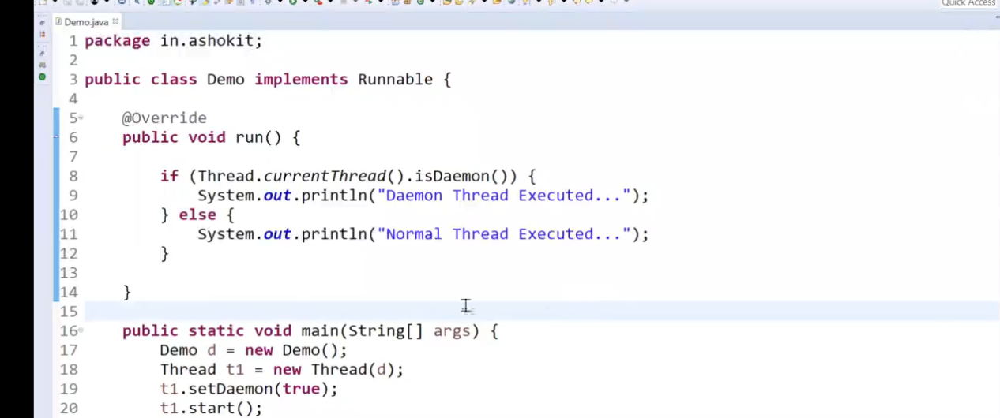 Quick Access
Demo.java
1 package in.ashokit;
2
3 public class Demo implements Runnable {
4
5 @Override
6 public void run() {
7
8 if (Thread.currentThread().isDaemon()) {
9 System.out.println("Daemon Thread Executed...");
10 } else {
11 System.out.println("Normal Thread Executed...");
12 }
13
14 }
15
16 public static void main(String[] args) {
17 Demo d = new Demo();
18 Thread t1 = new Thread(d);
19 t1.setDaemon(true);
20 t1.start();